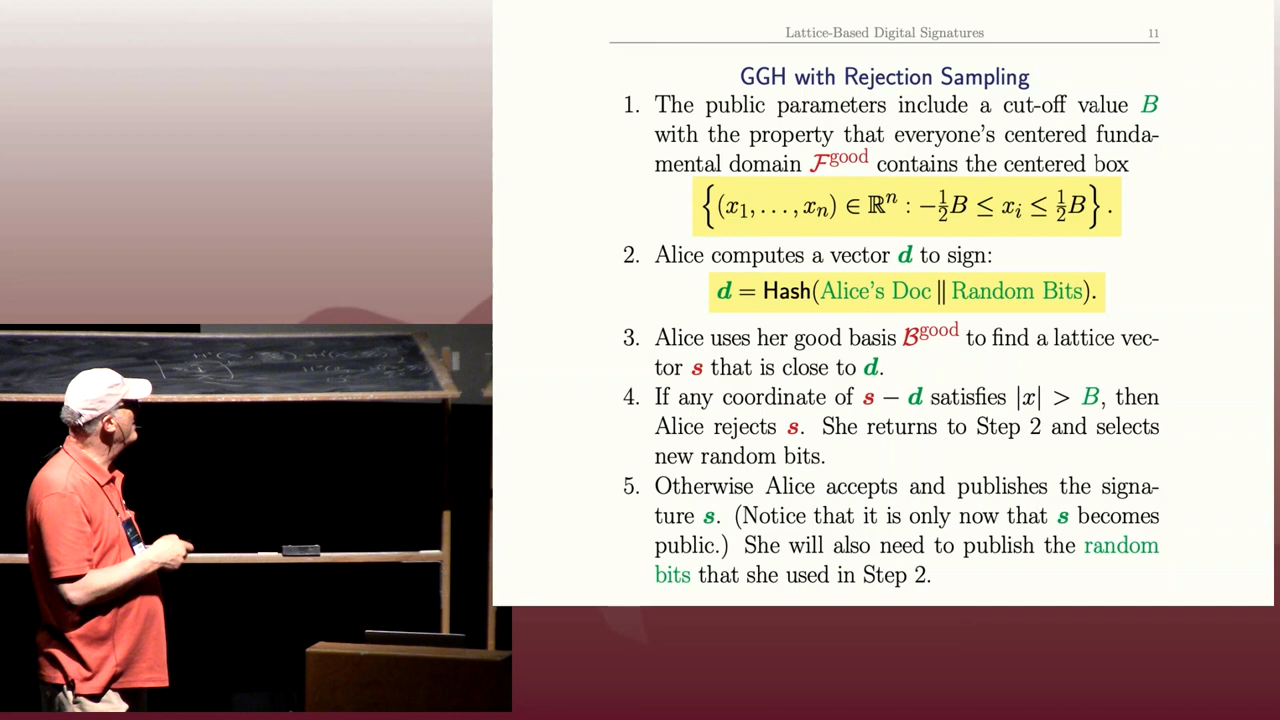 Lattice-Based Digital Signatures 11
GGH with Rejection Sampling
1. The public parameters include a cut-off value B
with the property that everyone's centered funda-
mental domain 𝓕^good contains the centered box
{(x₁, . . . , xₙ) ∈ ℝⁿ : −½B ≤ xᵢ ≤ ½B} .
2. Alice computes a vector d to sign:
d = Hash(Alice's Doc ∥ Random Bits).
3. Alice uses her good basis 𝓑^good to find a lattice vec-
tor s that is close to d.
4. If any coordinate of s − d satisfies |x| > B, then
Alice rejects s. She returns to Step 2 and selects
new random bits.
5. Otherwise Alice accepts and publishes the signa-
ture s. (Notice that it is only now that s becomes
public.) She will also need to publish the random
bits that she used in Step 2.